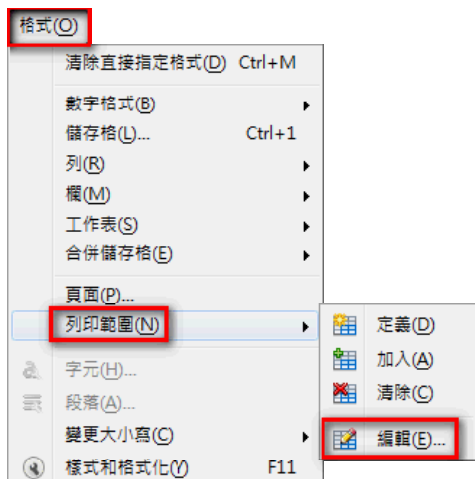 格式(O)
清除直接指定格式(D) Ctrl+M
數字格式(B)
儲存格(L)... Ctrl+1
列(R)
欄(M)
工作表(S)
合併儲存格(E)
頁面(P)...
列印範圍(N)
定義(D)
加入(A)
清除(C)
編輯(E)...
字元(H)...
段落(A)...
變更大小寫(C)
樣式和格式化(Y) F11